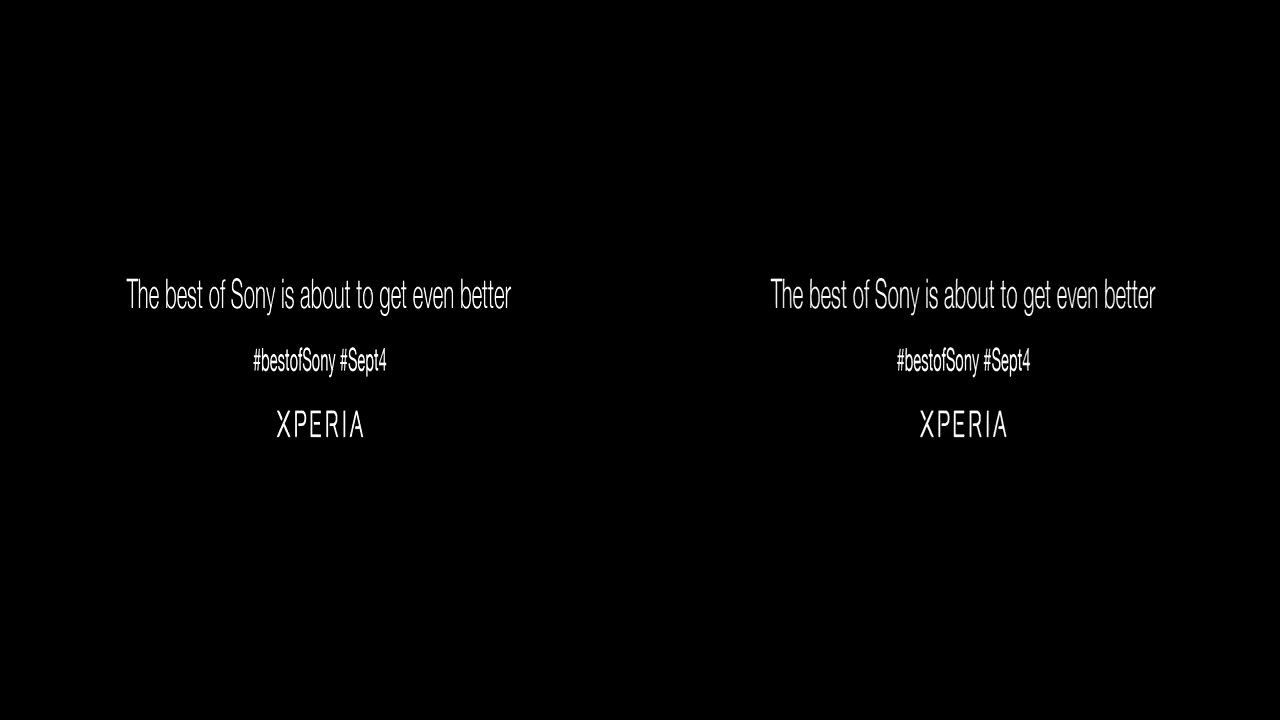 The best of Sony is about to get even better
#bestofSony #Sept4
XPERIA
The best of Sony is about to get even better
#bestofSony #Sept4
XPERIA